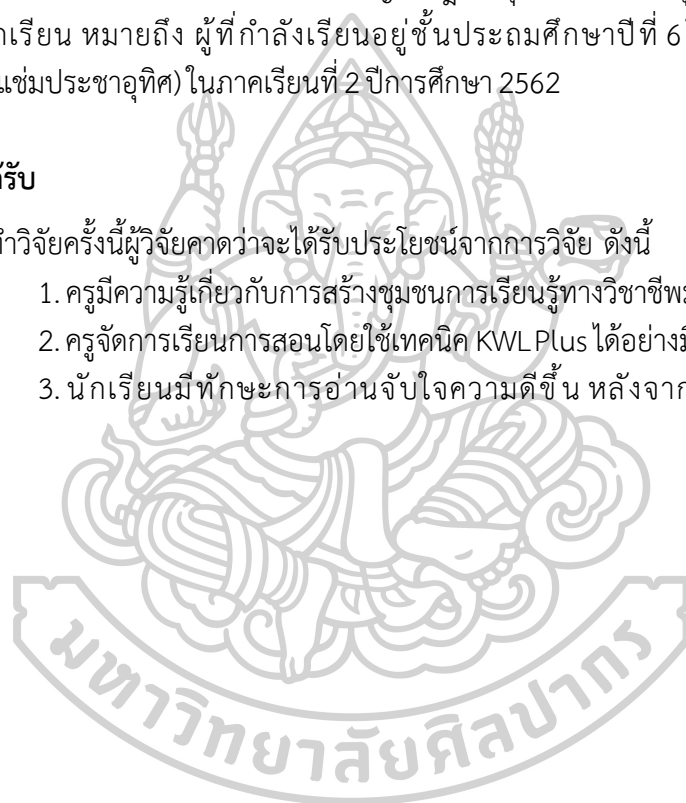 กเรียน หมายถึง ผู้ที่กำลังเรียนอยู่ชั้นประถมศึกษาปีที่ 6
แช่มประชาอุทิศ) ในภาคเรียนที่ 2 ปีการศึกษา 2562
รับ
ทำวิจัยครั้งนี้ผู้วิจัยคาดว่าจะได้รับประโยชน์จากการวิจัย ดังนี้
1. ครูมีความรู้เกี่ยวกับการสร้างชุมชนการเรียนรู้ทางวิชาชีพ
2. ครูจัดการเรียนการสอนโดยใช้เทคนิค KWL Plus ได้อย่าง
3. นักเรียนมีทักษะการอ่านจับใจความดีขึ้น หลังจาก
มหาวิทยาลัยศิลปากร